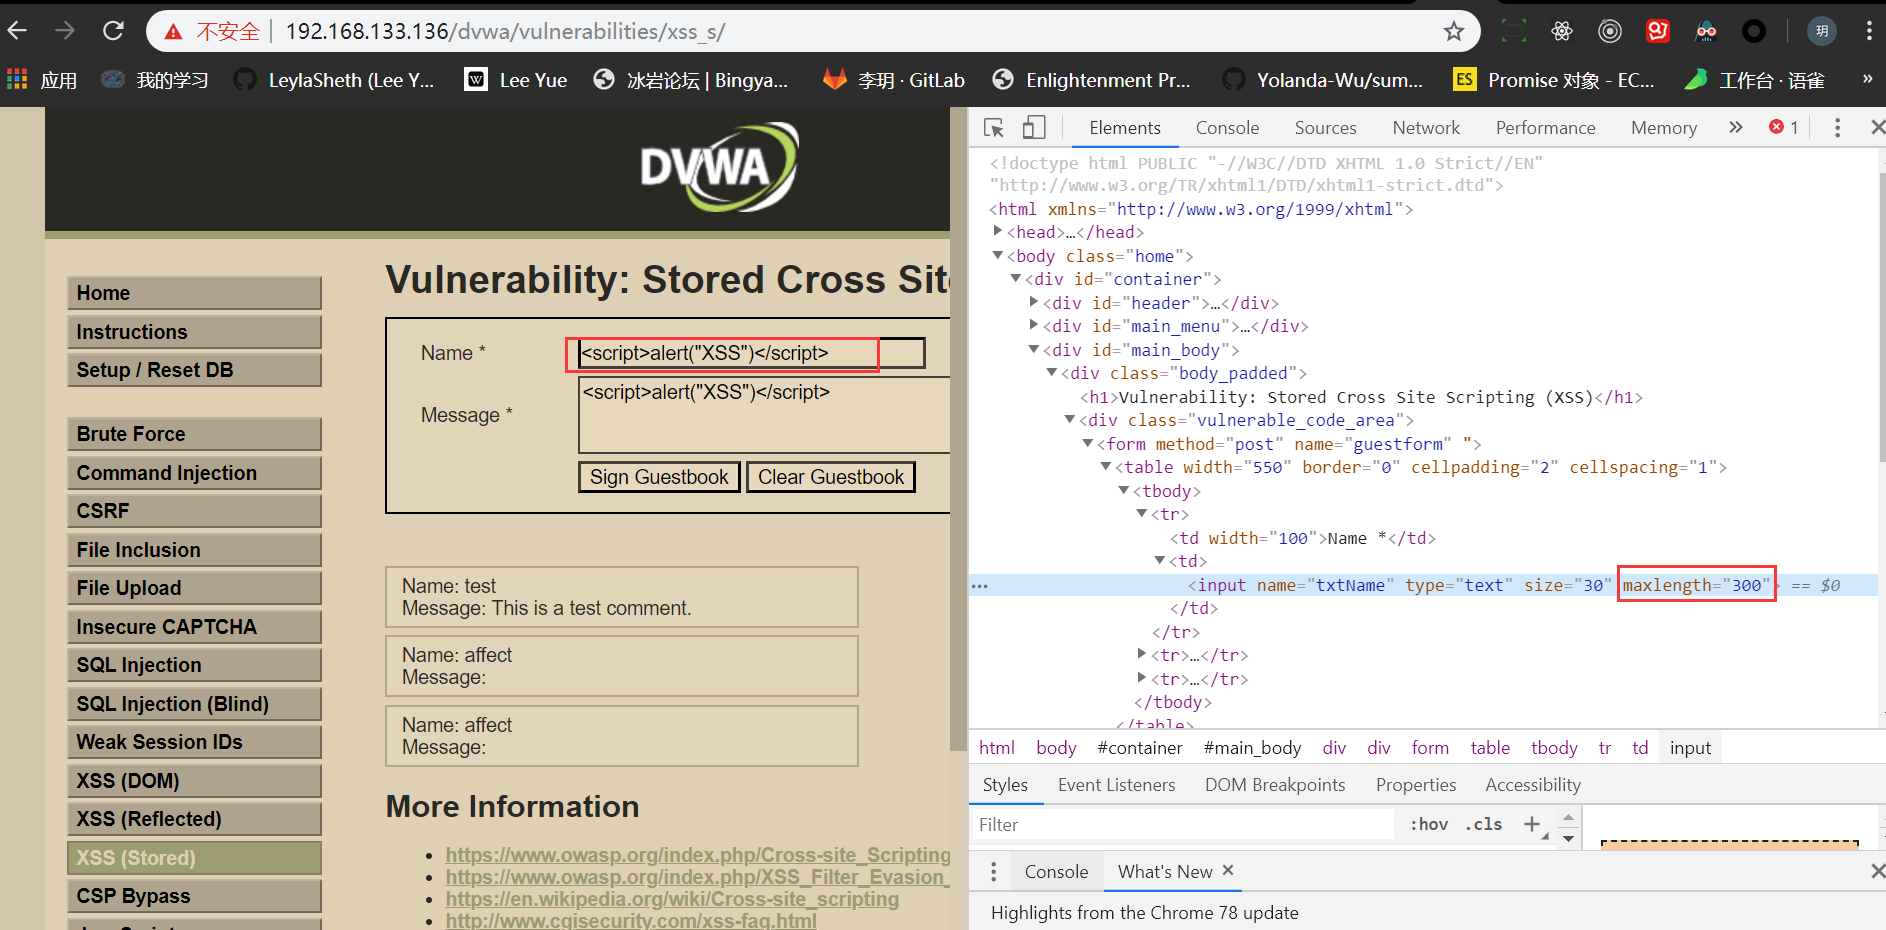 不安全 192.168.133.136/dvwa/vulnerabilities/xss_s/ 玥
应用 我的学习 LeylaSheth (Lee Y... W Lee Yue 冰岩论坛 | Bingya... 李玥 · GitLab Enlightenment Pr... Yolanda-Wu/sum... ES Promise 对象 - EC... 工作台 · 语雀 »
DVWA
Home
Instructions
Setup / Reset DB
Brute Force
Command Injection
CSRF
File Inclusion
File Upload
Insecure CAPTCHA
SQL Injection
SQL Injection (Blind)
Weak Session IDs
XSS (DOM)
XSS (Reflected)
XSS (Stored)
CSP Bypass
Vulnerability: Stored Cross Site
Name * <script>alert("XSS")</script>
Message * <script>alert("XSS")</script>
Sign Guestbook Clear Guestbook
Name: test
Message: This is a test comment.
Name: affect
Message:
Name: affect
Message:
More Information
https://www.owasp.org/index.php/Cross-site_Scripting
https://www.owasp.org/index.php/XSS_Filter_Evasion_
https://en.wikipedia.org/wiki/Cross-site_scripting
http://www.cgisecurity.com/xss-faq.html
Elements Console Sources Network Performance Memory » 1
<!doctype html PUBLIC "-//W3C//DTD XHTML 1.0 Strict//EN"
"http://www.w3.org/TR/xhtml1/DTD/xhtml1-strict.dtd">
<html xmlns="http://www.w3.org/1999/xhtml">
<head>…</head>
<body class="home">
<div id="container">
<div id="header">…</div>
<div id="main_menu">…</div>
<div id="main_body">
<div class="body_padded">
<h1>Vulnerability: Stored Cross Site Scripting (XSS)</h1>
<div class="vulnerable_code_area">
<form method="post" name="guestform" ">
<table width="550" border="0" cellpadding="2" cellspacing="1">
<tbody>
<tr>
<td width="100">Name *</td>
<td>
<input name="txtName" type="text" size="30" maxlength="300"> == $0
</td>
</tr>
<tr>…</tr>
<tr>…</tr>
</tbody>
</table>
html body #container #main_body div div form table tbody tr td input
Styles Event Listeners DOM Breakpoints Properties Accessibility
Filter :hov .cls +
Console What's New ×
Highlights from the Chrome 78 update